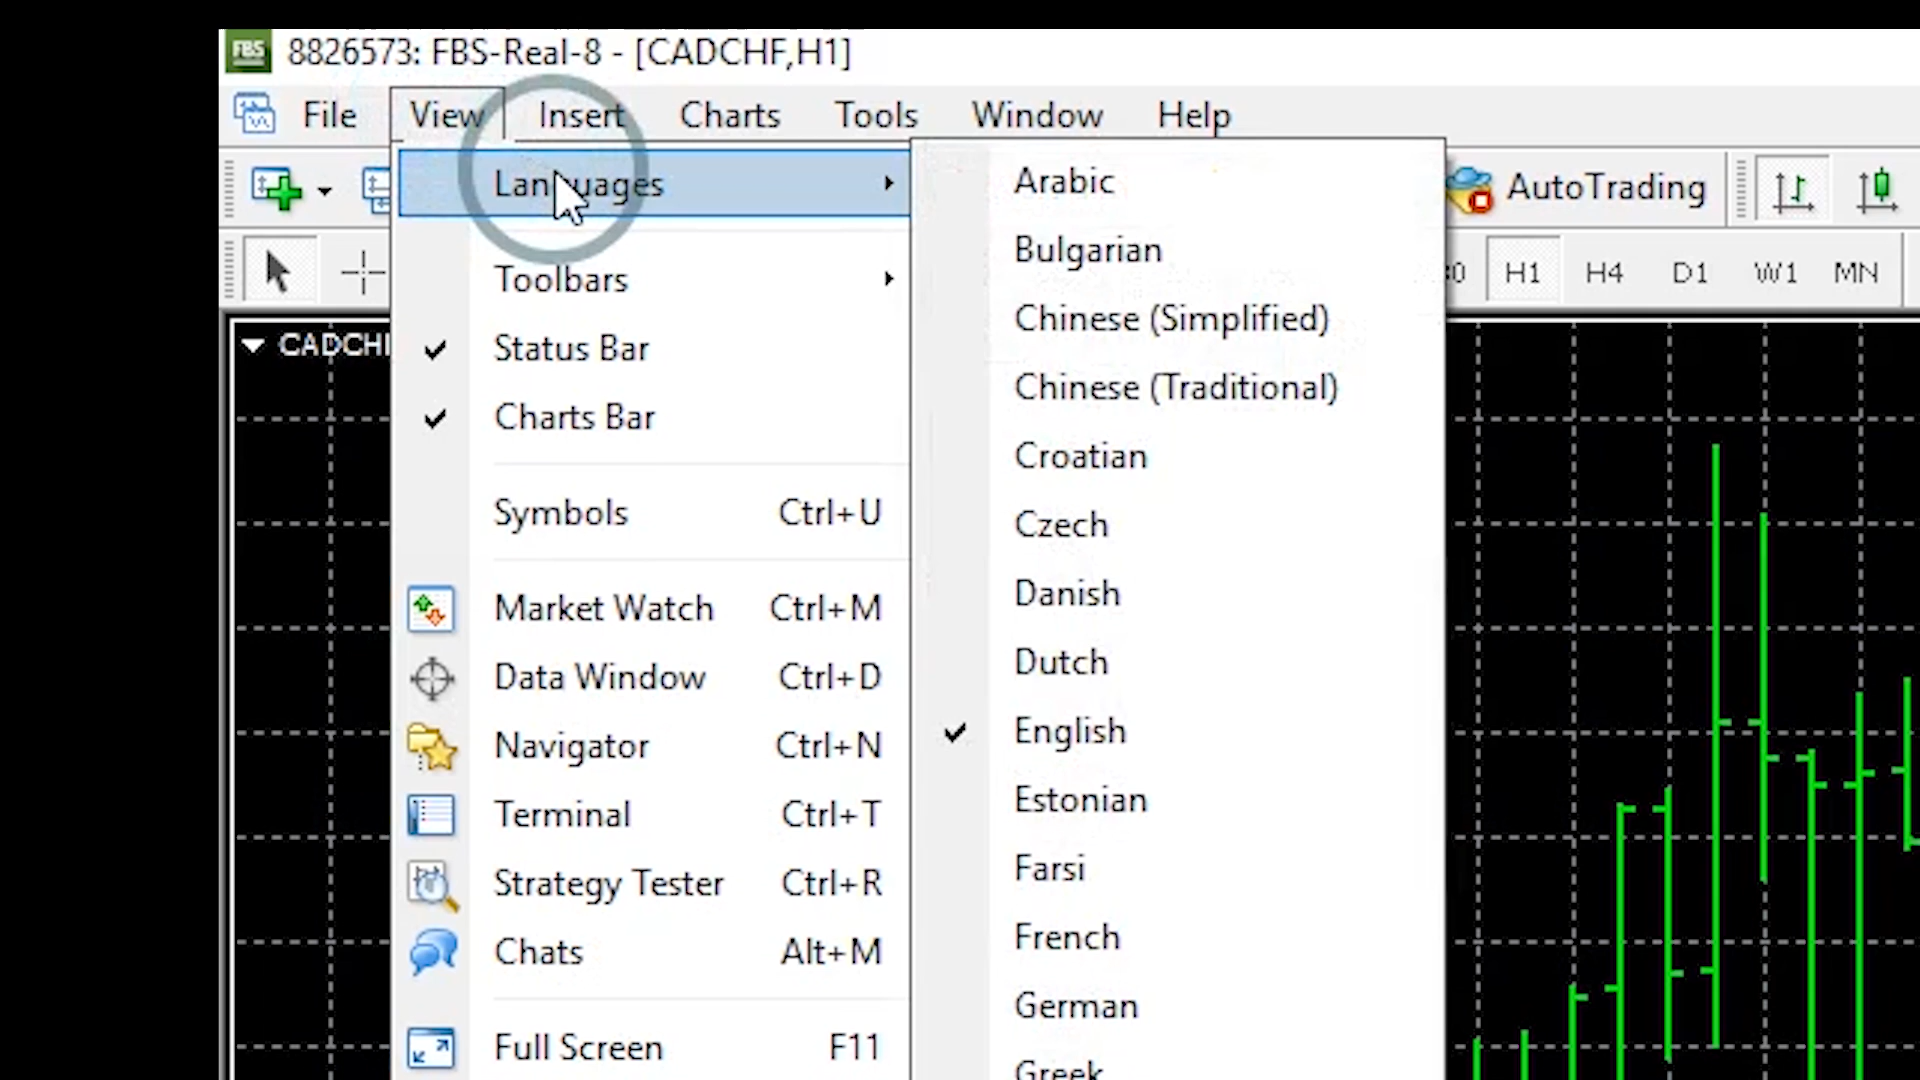 FBS 8826573: FBS-Real-8 - [CADCHF,H1]
File View Insert Charts Tools Window Help
AutoTrading
H1 H4 D1 W1 MN
Languages
Toolbars
Status Bar
Charts Bar
Symbols Ctrl+U
Market Watch Ctrl+M
Data Window Ctrl+D
Navigator Ctrl+N
Terminal Ctrl+T
Strategy Tester Ctrl+R
Chats Alt+M
Full Screen F11
Arabic
Bulgarian
Chinese (Simplified)
Chinese (Traditional)
Croatian
Czech
Danish
Dutch
English
Estonian
Farsi
French
German
Greek